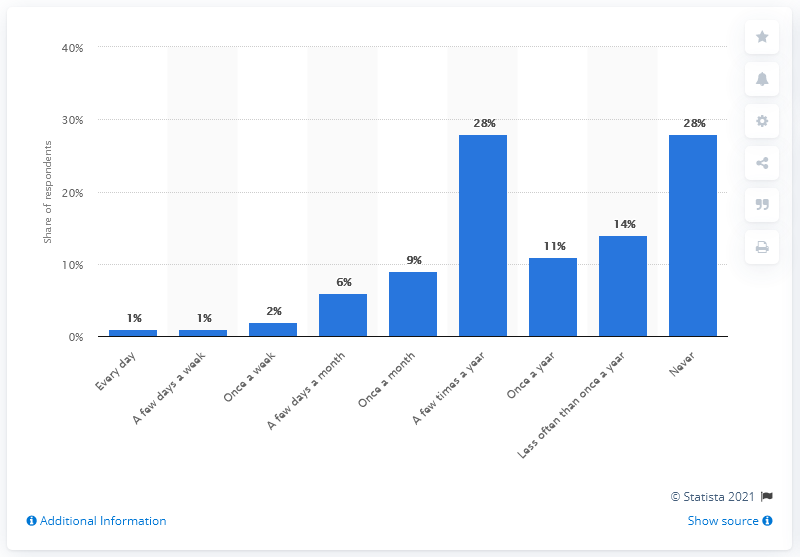 40%
30%
20%
10%
0%
Share of respondents
1%
1%
2%
6%
9%
28%
11%
14%
28%
Every day
A few days a week
Once a week
A few days a month
Once a month
A few times a year
Once a year
Less often than once a year
Never
© Statista 2021
Additional Information
Show source